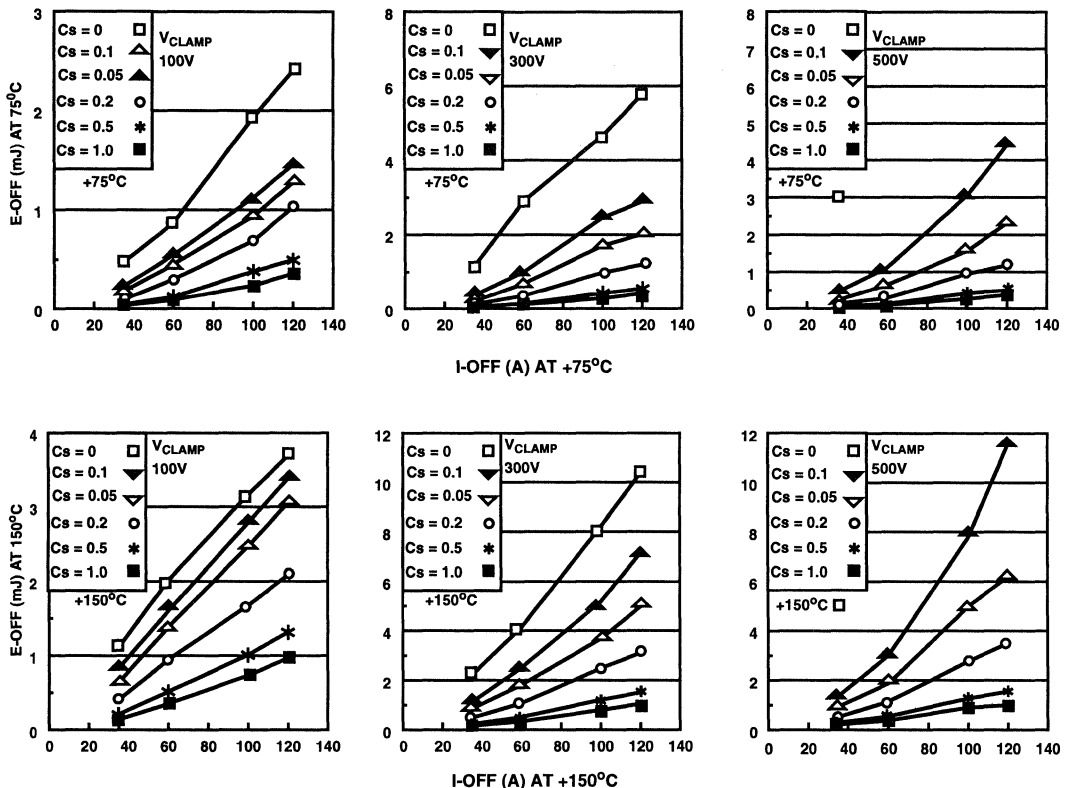 E-OFF (mJ) AT 75°C
3
2
1
0
Cs = 0
Cs = 0.1
Cs = 0.05
Cs = 0.2
Cs = 0.5
Cs = 1.0
VCLAMP
100V
+75°C
0 20 40 60 80 100 120 140
8
6
4
2
0
Cs = 0
Cs = 0.1
Cs = 0.05
Cs = 0.2
Cs = 0.5
Cs = 1.0
VCLAMP
300V
+75°C
0 20 40 60 80 100 120 140
8
7
6
5
4
3
2
1
0
Cs = 0
Cs = 0.1
Cs = 0.05
Cs = 0.2
Cs = 0.5
Cs = 1.0
VCLAMP
500V
+75°C
0 20 40 60 80 100 120 140
I-OFF (A) AT +75°C
E-OFF (mJ) AT 150°C
4
3
2
1
0
Cs = 0
Cs = 0.1
Cs = 0.05
Cs = 0.2
Cs = 0.5
Cs = 1.0
VCLAMP
100V
+150°C
0 20 40 60 80 100 120 140
12
10
8
6
4
2
0
Cs = 0
Cs = 0.1
Cs = 0.05
Cs = 0.2
Cs = 0.5
Cs = 1.0
VCLAMP
300V
+150°C
0 20 40 60 80 100 120 140
12
10
8
6
4
2
0
Cs = 0
Cs = 0.1
Cs = 0.05
Cs = 0.2
Cs = 0.5
Cs = 1.0
VCLAMP
500V
+150°C
0 20 40 60 80 100 120 140
I-OFF (A) AT +150°C